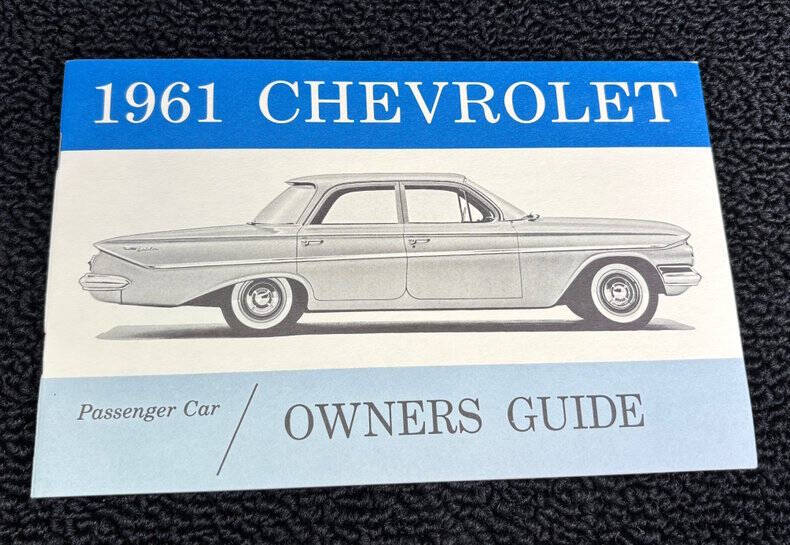 1961 CHEVROLET
Passenger Car / OWNERS GUIDE